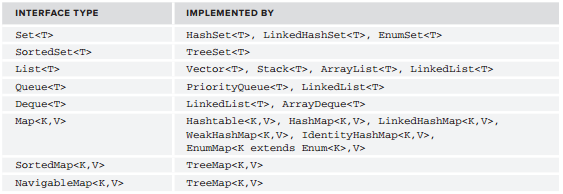 INTERFACE TYPE IMPLEMENTED BY
Set<T> HashSet<T>, LinkedHashSet<T>, EnumSet<T>
SortedSet<T> TreeSet<T>
List<T> Vector<T>, Stack<T>, ArrayList<T>, LinkedList<T>
Queue<T> PriorityQueue<T>, LinkedList<T>
Deque<T> LinkedList<T>, ArrayDeque<T>
Map<K,V> Hashtable<K,V>, HashMap<K,V>, LinkedHashMap<K,V>,
WeakHashMap<K,V>, IdentityHashMap<K,V>,
EnumMap<K extends Enum<K>,V>
SortedMap<K,V> TreeMap<K,V>
NavigableMap<K,V> TreeMap<K,V>